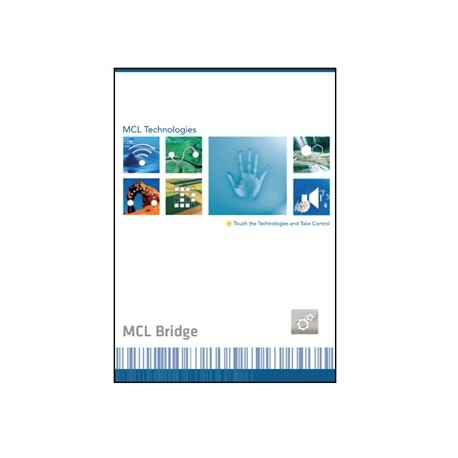 MCL Technologies
Touch the Technologies and Take Control
MCL Bridge